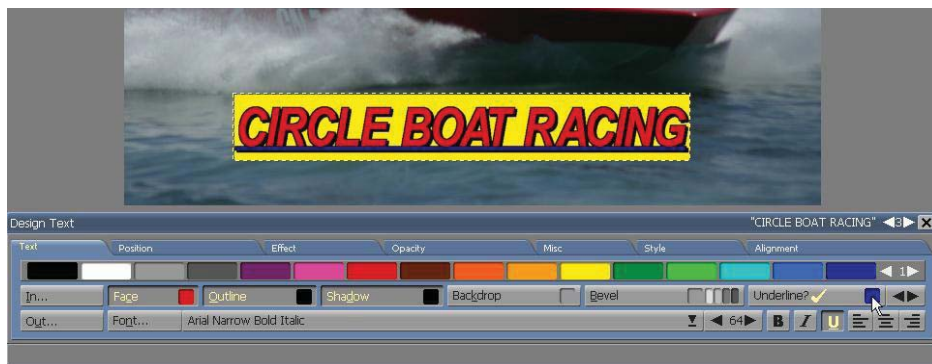 CIRCLE BOAT RACING
Design Text "CIRCLE BOAT RACING" 3
Text Position Effect Opacity Misc Style Alignment
1
In... Face Outline Shadow Backdrop Bevel Underline?
Out... Font... Arial Narrow Bold Italic 64 B I U